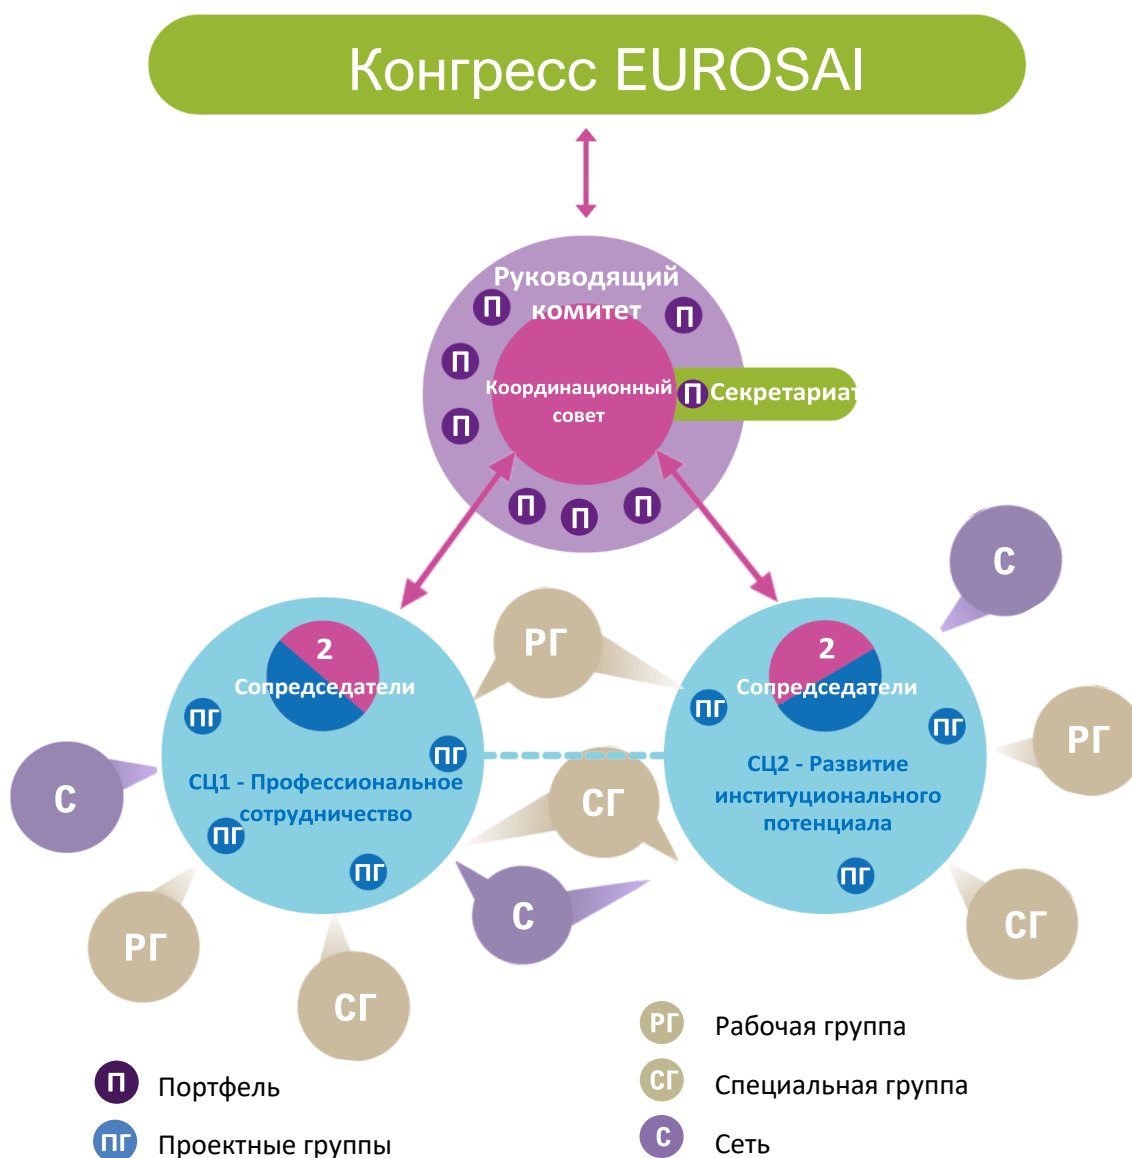 Конгресс EUROSAI
Руководящий
комитет
П
П
П
П
П
П
П
Координационный
совет
П Секретариат
С
РГ
2
Сопредседатели
2
Сопредседатели
ПГ
ПГ
ПГ
ПГ
РГ
С
СЦ1 - Профессиональное
сотрудничество
СГ
СЦ2 - Развитие
институционального
потенциала
ПГ
ПГ
ПГ
С
РГ
СГ
СГ
РГ Рабочая группа
СГ Специальная группа
С Сеть
П Портфель
ПГ Проектные группы